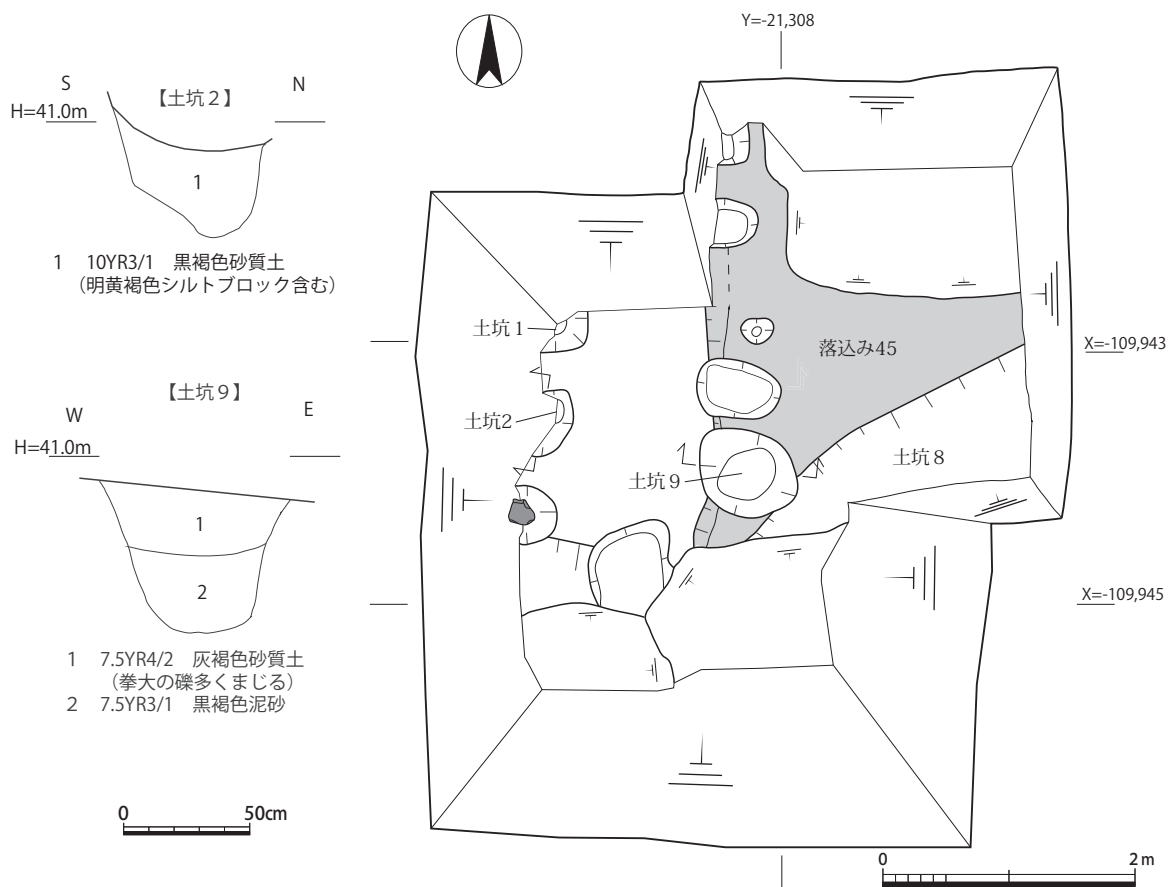 Y=-21,308
S
【土坑２】
N
H=41.0m
1
1 10YR3/1 黒褐色砂質土
（明黄褐色シルトブロック含む）
【土坑９】
W
E
H=41.0m
1
2
1 7.5YR4/2 灰褐色砂質土
（拳大の礫多くまじる）
2 7.5YR3/1 黒褐色泥砂
0 50cm
土坑1
土坑2
土坑9
落込み45
土坑8
X=-109,943
X=-109,945
0 2m